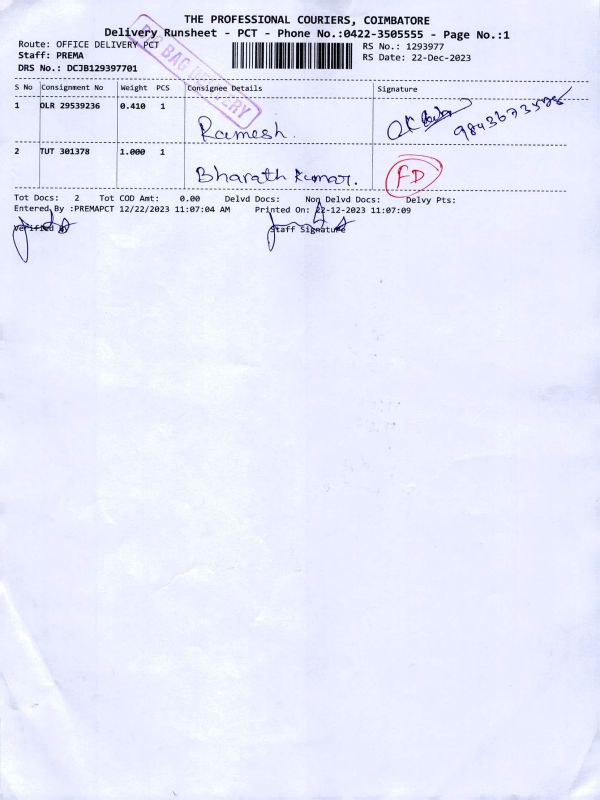 THE PROFESSIONAL COURIERS, COIMBATORE
Delivery Runsheet - PCT - Phone No.:0422-3505555 - Page No.:1
Route: OFFICE DELIVERY PCT
RS No.: 1293977
Staff: PREMA
RS Date: 22-Dec-2023
DRS No.: DCJB129397701
BAG DELIVERY
S No Consignment No Weight PCS Consignee Details Signature
1 DLR 29539236 0.410 1 Ramesh.
2 TUT 301378 1.000 1 Bharath Kumar. FD
Tot Docs: 2 Tot COD Amt: 0.00 Delvd Docs: Non Delvd Docs: Delvy Pts:
Entered By :PREMAPCT 12/22/2023 11:07:04 AM Printed On: 22-12-2023 11:07:09
Verified By Staff Signature